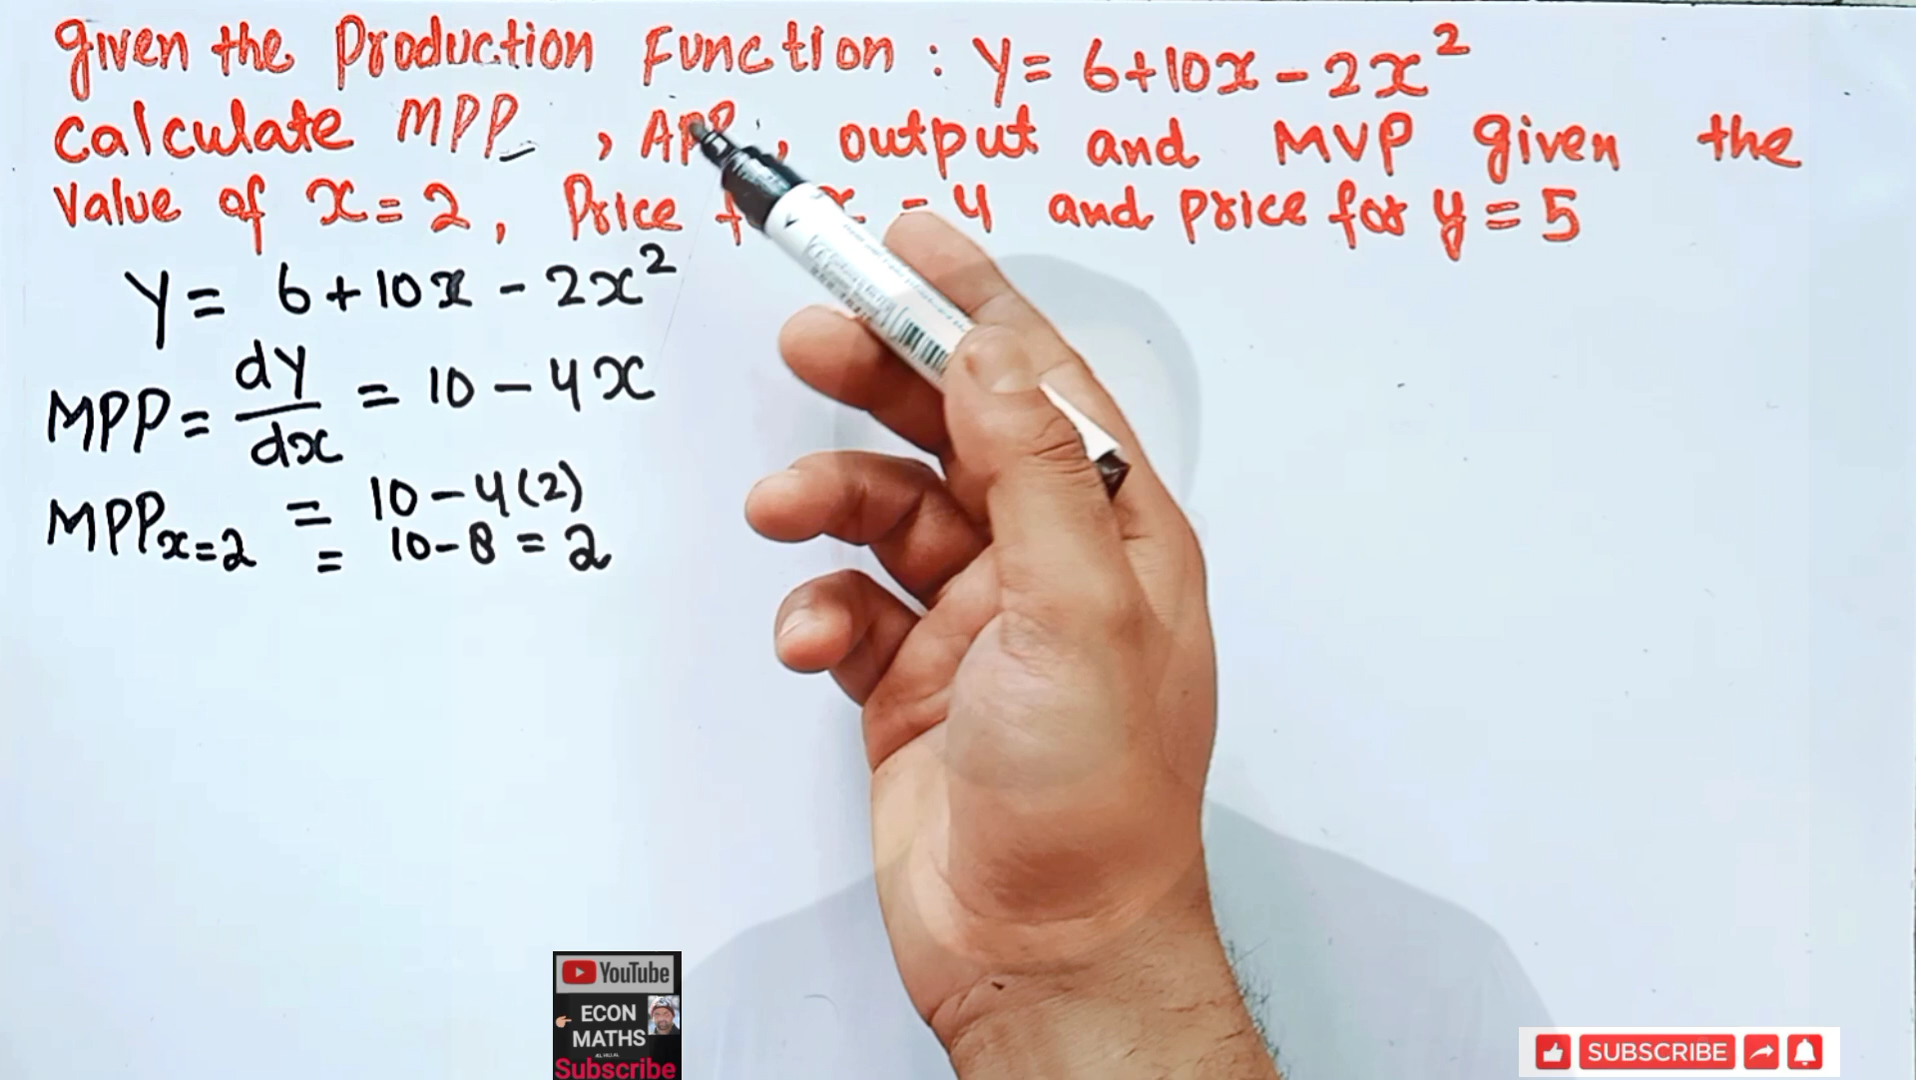 given the Production Function : Y = 6+10x - 2x²
Calculate MPP , APP, output and MVP given the
Value of x = 2, Price = 4 and price for y = 5
Y = 6+10x - 2x²
MPP = dy/dx = 10 - 4x
MPPx=2 = 10-4(2)
= 10-8 = 2
YouTube
ECON
MATHS
Subscribe
SUBSCRIBE